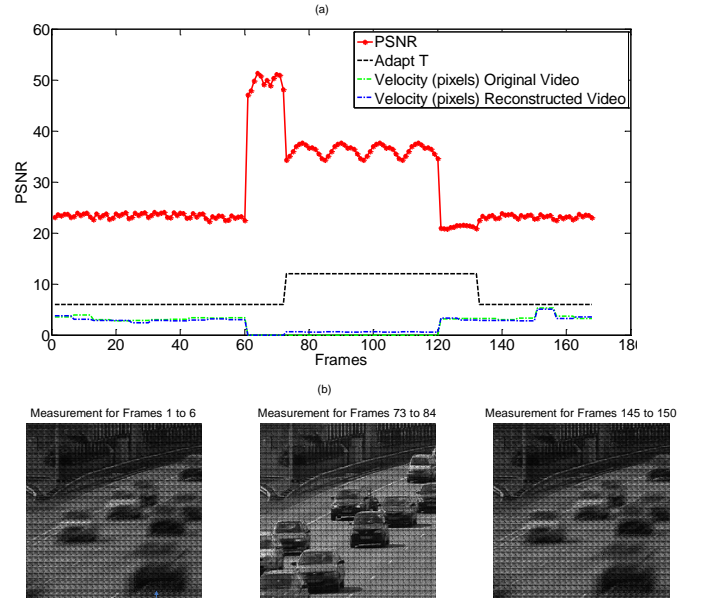 (a)
60
50
40
30
20
10
0
PSNR
PSNR
Adapt T
Velocity (pixels) Original Video
Velocity (pixels) Reconstructed Video
0 20 40 60 80 100 120 140 160 180
Frames
(b)
Measurement for Frames 1 to 6
Measurement for Frames 73 to 84
Measurement for Frames 145 to 150